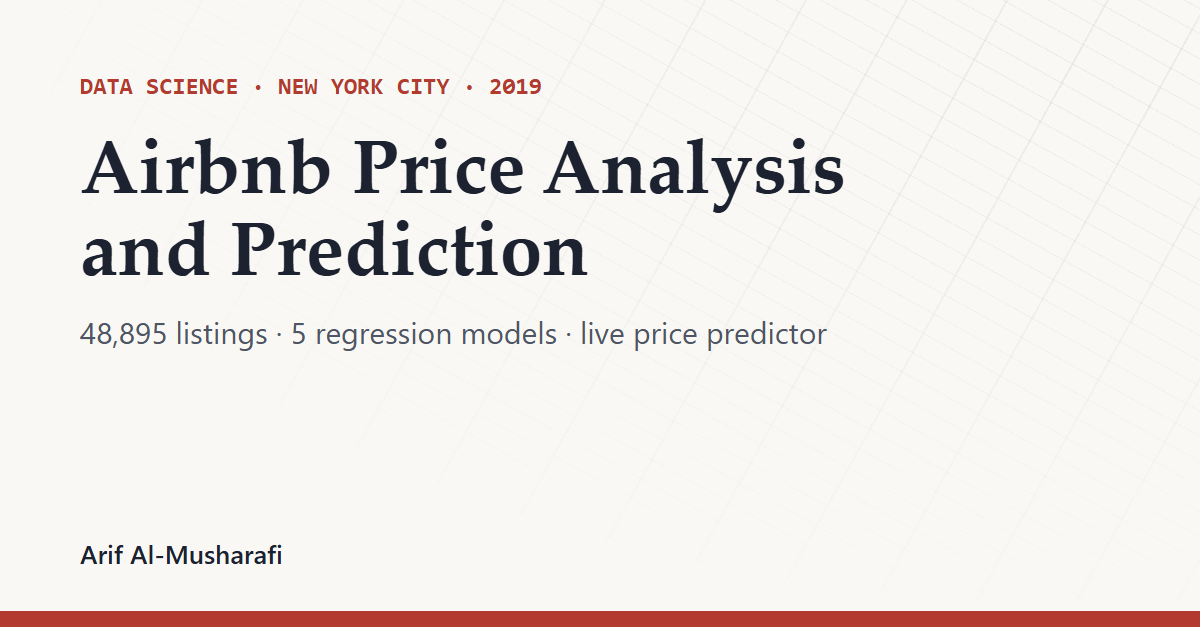 DATA SCIENCE · NEW YORK CITY · 2019
Airbnb Price Analysis
and Prediction
48,895 listings · 5 regression models · live price predictor
Arif Al-Musharafi